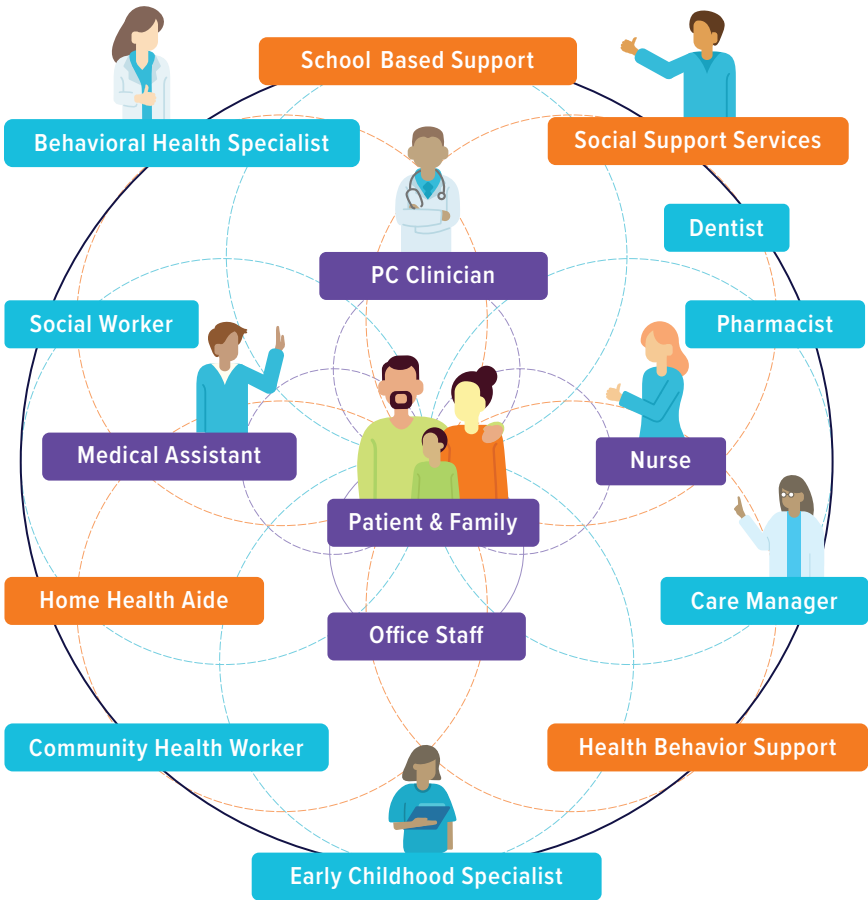 School Based Support
Behavioral Health Specialist
Social Support Services
Dentist
PC Clinician
Social Worker
Pharmacist
Medical Assistant
Nurse
Patient & Family
Home Health Aide
Care Manager
Office Staff
Community Health Worker
Health Behavior Support
Early Childhood Specialist